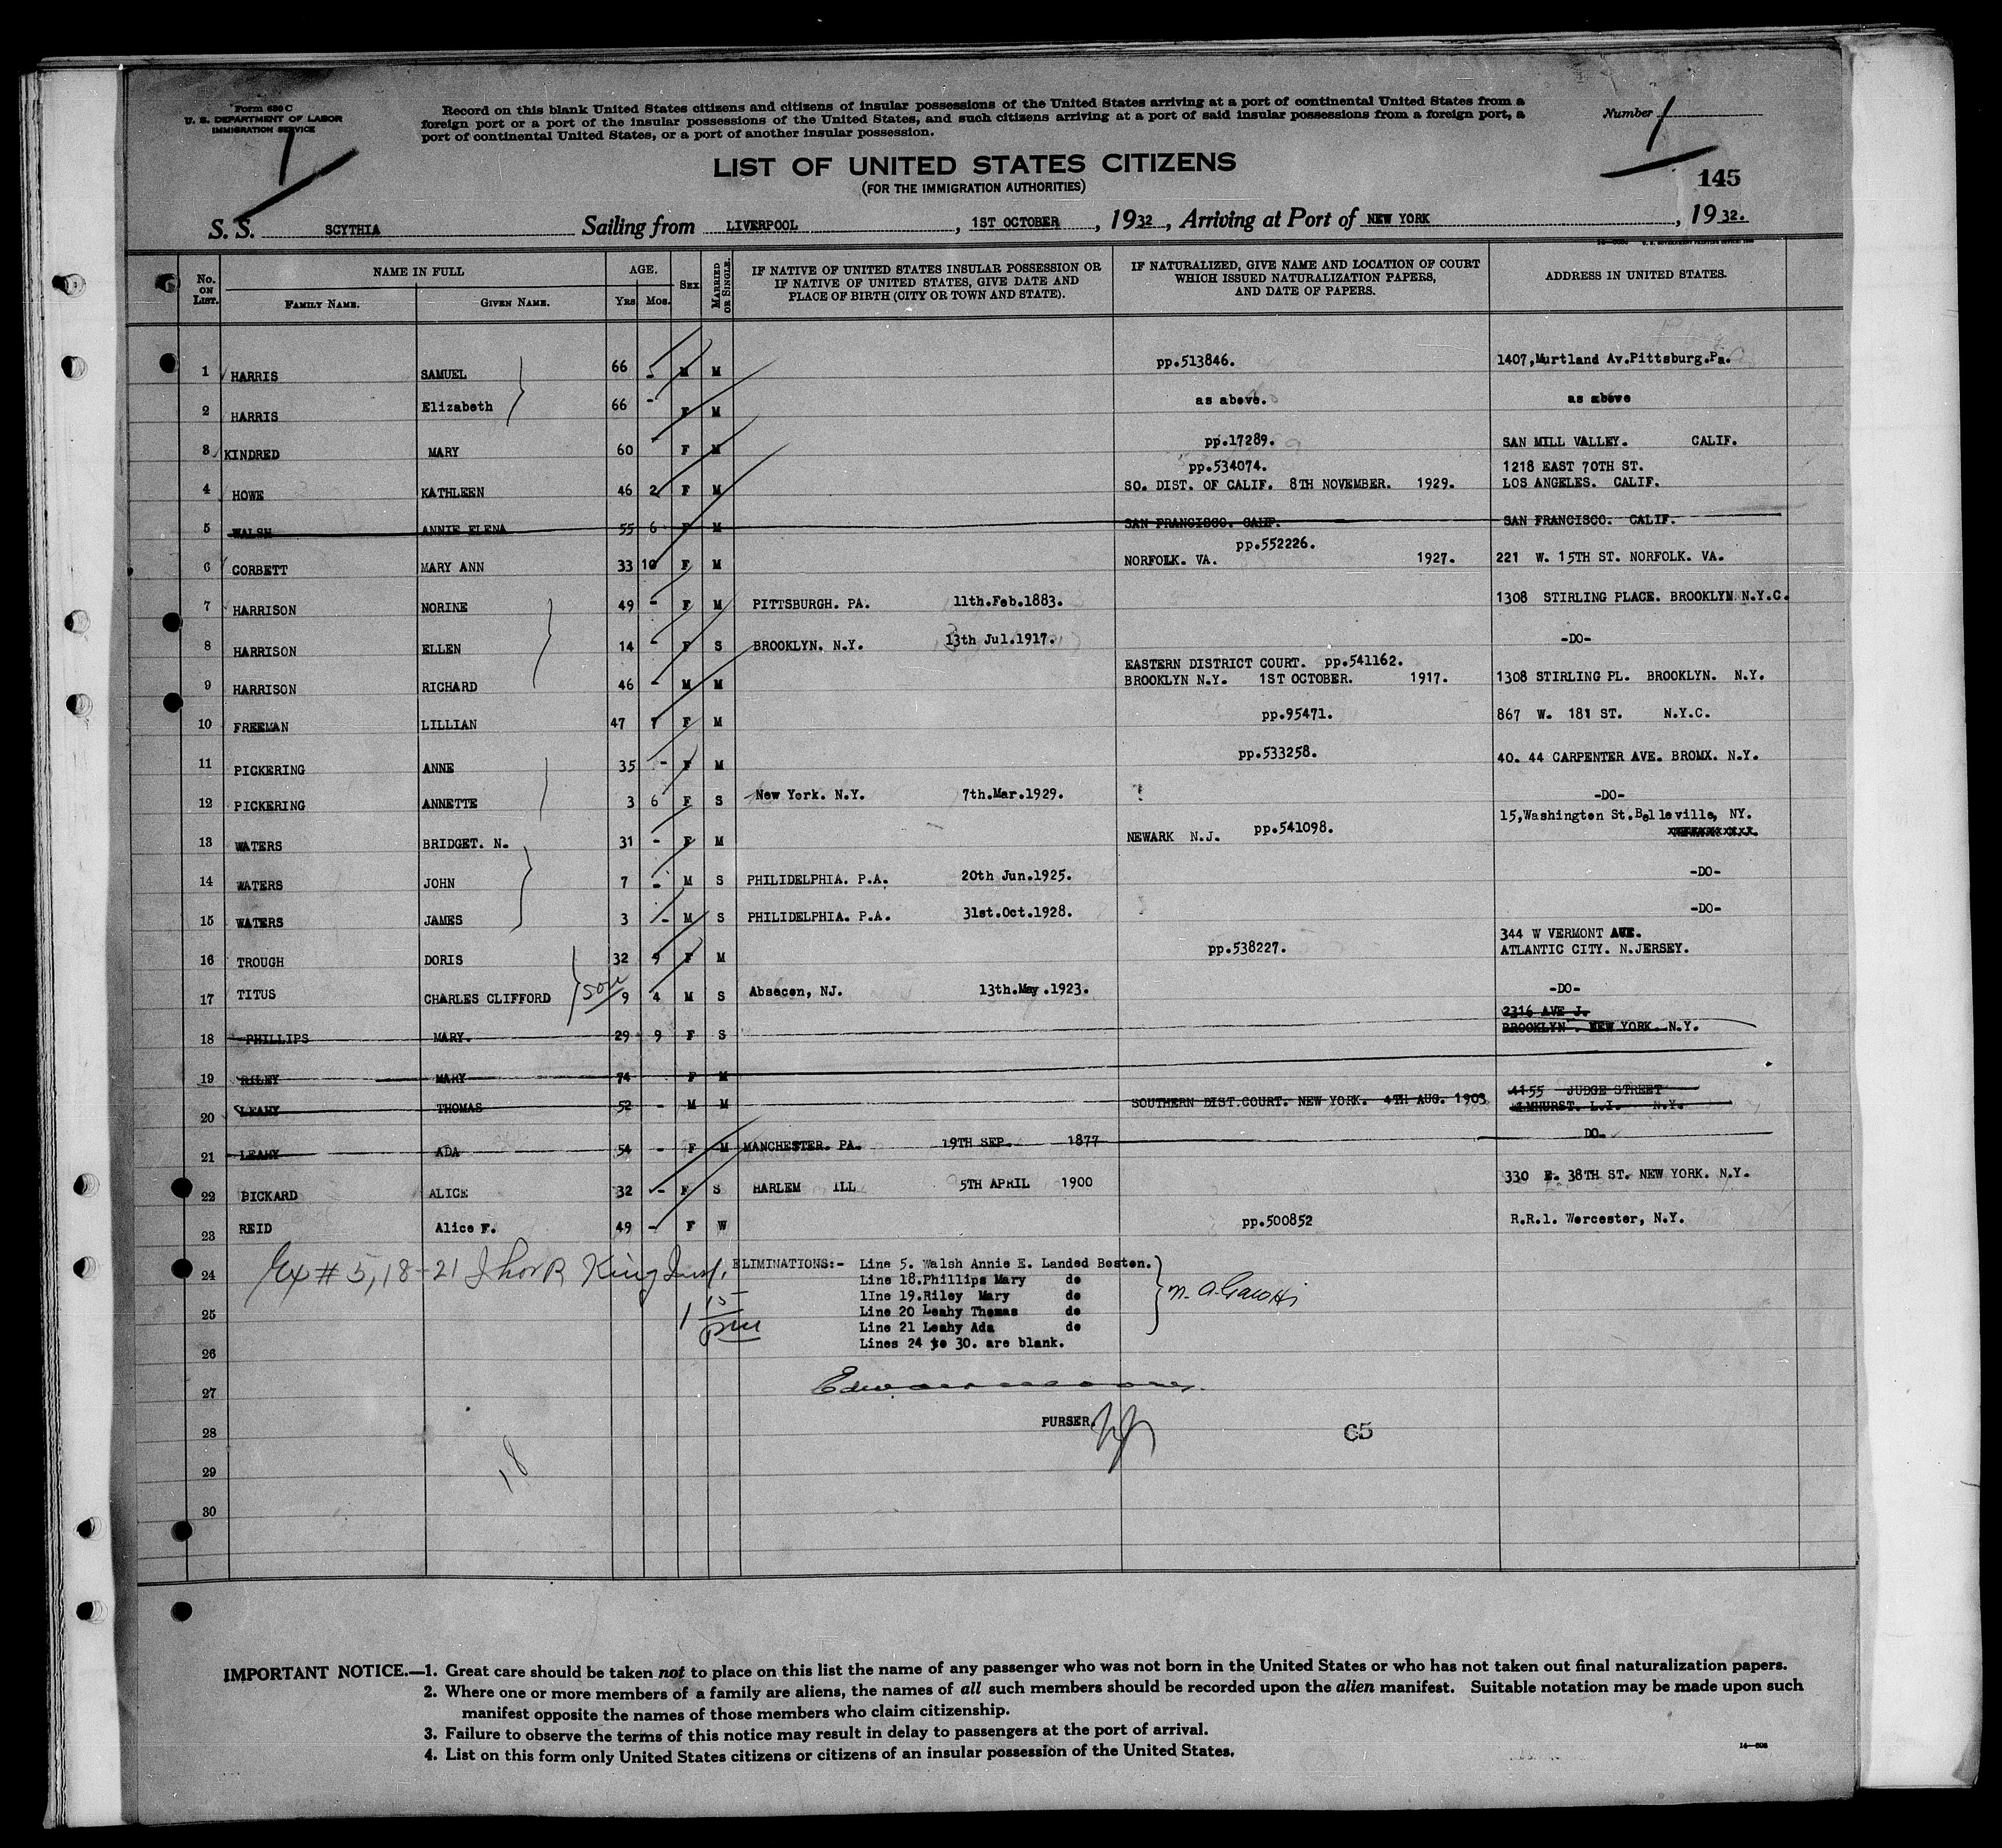 Form 630 C
U. S. DEPARTMENT OF LABOR
IMMIGRATION SERVICE
Record on this blank United States citizens and citizens of insular possessions of the United States arriving at a port of continental United States from a
foreign port or a port of the insular possessions of the United States, and such citizens arriving at a port of said insular possessions from a foreign port, a
port of continental United States, or a port of another insular possession.
Number 1
LIST OF UNITED STATES CITIZENS
(FOR THE IMMIGRATION AUTHORITIES)
145
S. S. SCYTHIA Sailing from LIVERPOOL, 1ST OCTOBER, 1932, Arriving at Port of NEW YORK, 1932.
No. ON LIST. NAME IN FULL AGE. SEX MARRIED OR SINGLE. IF NATIVE OF UNITED STATES INSULAR POSSESSION OR IF NATIVE OF UNITED STATES, GIVE DATE AND PLACE OF BIRTH (CITY OR TOWN AND STATE). IF NATURALIZED, GIVE NAME AND LOCATION OF COURT WHICH ISSUED NATURALIZATION PAPERS, AND DATE OF PAPERS. ADDRESS IN UNITED STATES.
FAMILY NAME. GIVEN NAME. YRS MOS.
1 HARRIS SAMUEL 66 - M M pp.513846. 1407,Murtland Av.Pittsburg.Pa.
2 HARRIS Elizabeth 66 - F M as above. as above
3 KINDRED MARY 60 F M pp.17289. SAN MILL VALLEY. CALIF.
pp.534074. 1218 EAST 70TH ST.
4 HOWE KATHLEEN 46 2 F M SO. DIST. OF CALIF. 8TH NOVEMBER. 1929. LOS ANGELES. CALIF.
5 WALSH ANNIE ELENA 55 6 F M SAN FRANCISCO. CALIF. SAN FRANCISCO. CALIF.
pp.552226.
6 CORBETT MARY ANN 33 10 F M NORFOLK. VA. 1927. 221 W. 15TH ST. NORFOLK. VA.
7 HARRISON NORINE 49 - F M PITTSBURGH. PA. 11th.Feb.1883. 1308 STIRLING PLACE. BROOKLYN N.Y.C.
8 HARRISON ELLEN 14 - F S BROOKLYN. N.Y. 13th Jul.1917. -DO-
EASTERN DISTRICT COURT. pp.541162.
9 HARRISON RICHARD 46 - M M BROOKLYN N.Y. 1ST OCTOBER. 1917. 1308 STIRLING PL. BROOKLYN. N.Y.
10 FREEMAN LILLIAN 47 7 F M pp.95471. 867 W. 181 ST. N.Y.C.
11 PICKERING ANNE 35 - F M pp.533258. 40. 44 CARPENTER AVE. BROMX. N.Y.
12 PICKERING ANNETTE 3 6 F S New York. N.Y. 7th.Mar.1929. -DO-
15,Washington St.Belleville, NY.
13 WATERS BRIDGET. N. 31 - F M NEWARK N.J. pp.541098.
14 WATERS JOHN 7 - M S PHILIDELPHIA. P.A. 20th Jun.1925. -DO-
15 WATERS JAMES 3 - M S PHILIDELPHIA. P.A. 31st.Oct.1928. -DO-
344 W VERMONT AVE.
16 TROUGH DORIS 32 9 F M pp.538227. ATLANTIC CITY. N.JERSEY.
17 TITUS CHARLES CLIFFORD son 9 4 M S Absecon, NJ. 13th.May.1923. -DO-
2316 AVE J.
18 PHILLIPS MARY. 29 9 F S BROOKLYN. NEW YORK. N.Y.
19 RILEY MARY 74 F M
4155 JUDGE STREET
20 LEAHY THOMAS 52 - M M SOUTHERN DIST.COURT. NEW YORK. 4TH AUG. 1903 ELMHURST. L.I. N.Y.
21 LEAHY ADA 54 - F M MANCHESTER. PA. 19TH SEP. 1877 DO.
22 BICKARD ALICE 32 - F S HARLEM ILL 5TH APRIL 1900 330 E. 38TH ST. NEW YORK. N.Y.
23 REID Alice F. 49 - F W pp.500852 R.R.1. Worcester, N.Y.
24 Ex # 5, 18-21 King Insp. ELIMINATIONS:- Line 5. Walsh Annie E. Landed Boston.
Line 18.Phillips Mary do
lIne 19.Riley Mary do
25 1 15 pm Line 20 Leahy Thomas do
Line 21 Leahy Ada do
26 Lines 24 to 30. are blank.
27
PURSER.
28 65
29 18
30
IMPORTANT NOTICE.—1. Great care should be taken not to place on this list the name of any passenger who was not born in the United States or who has not taken out final naturalization papers.
2. Where one or more members of a family are aliens, the names of all such members should be recorded upon the alien manifest. Suitable notation may be made upon such
manifest opposite the names of those members who claim citizenship.
3. Failure to observe the terms of this notice may result in delay to passengers at the port of arrival.
4. List on this form only United States citizens or citizens of an insular possession of the United States.